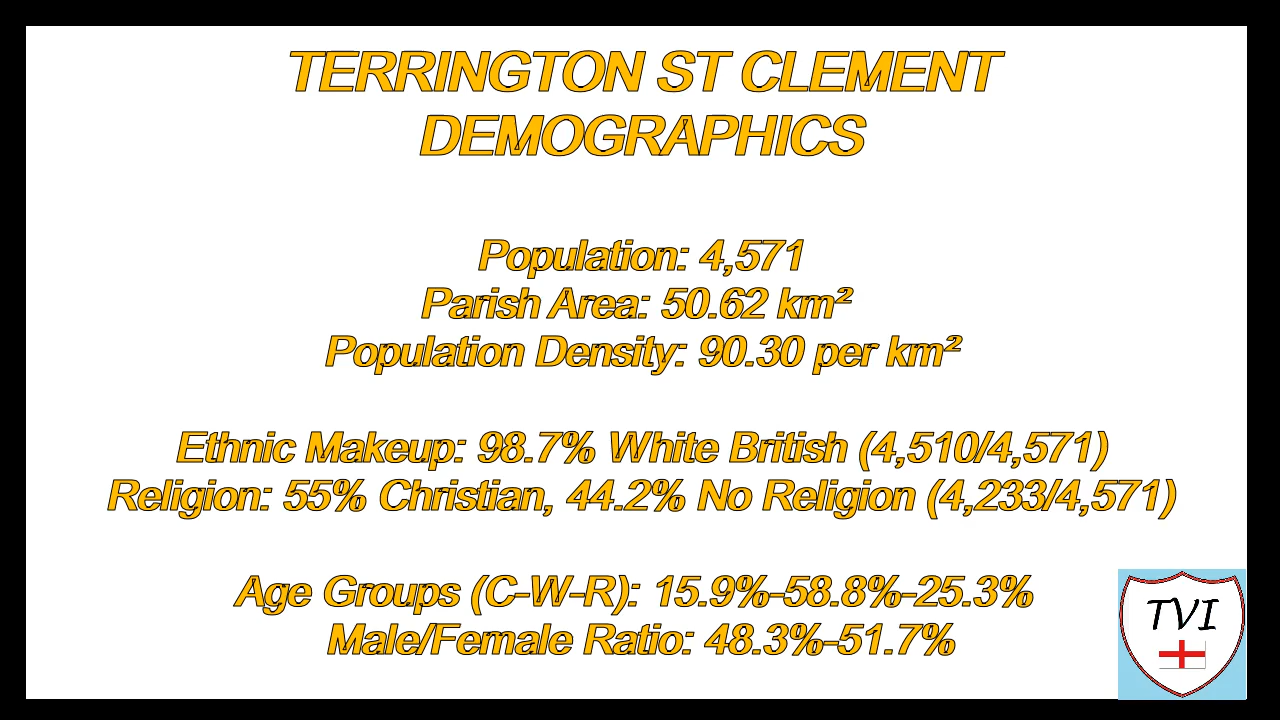 TERRINGTON ST CLEMENT
DEMOGRAPHICS
Population: 4,571
Parish Area: 50.62 km²
Population Density: 90.30 per km²
Ethnic Makeup: 98.7% White British (4,510/4,571)
Religion: 55% Christian, 44.2% No Religion (4,233/4,571)
Age Groups (C-W-R): 15.9%-58.8%-25.3%
Male/Female Ratio: 48.3%-51.7%
TVI